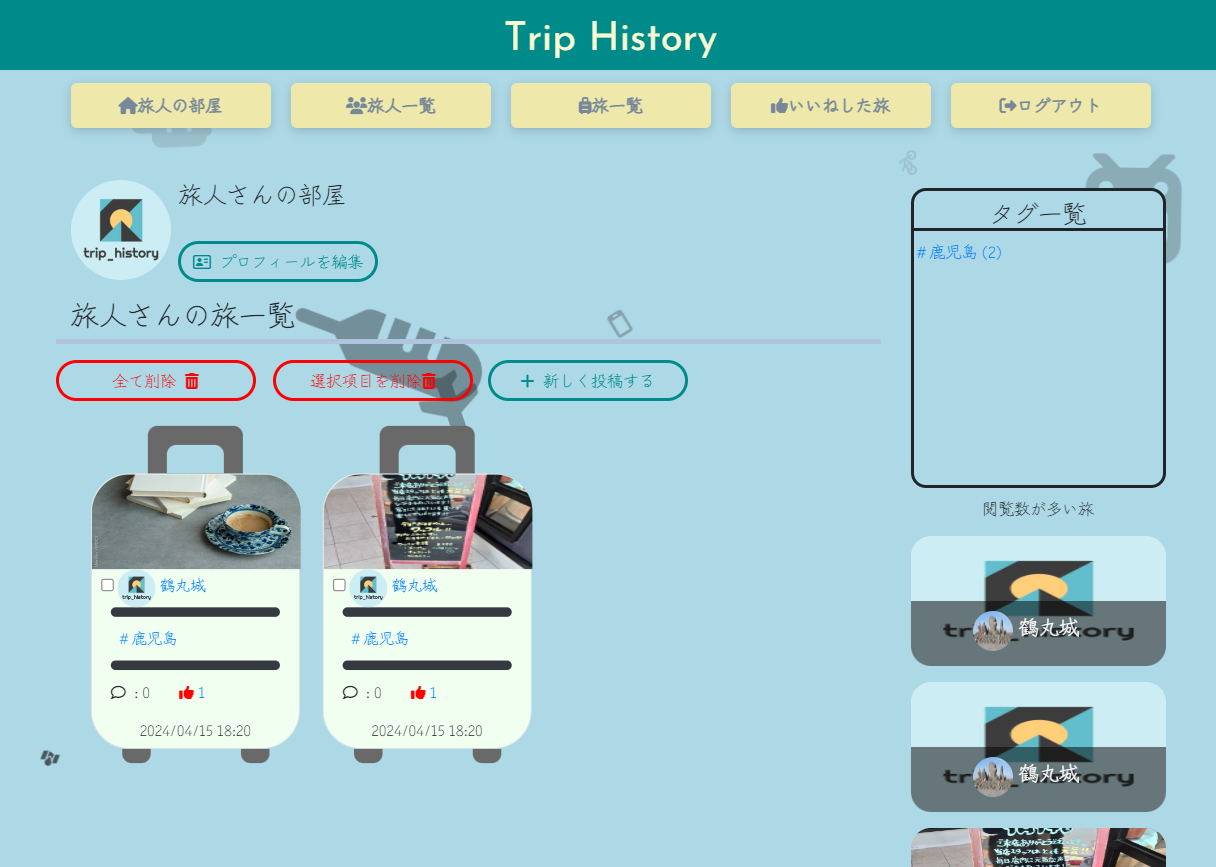 Trip History
旅人の部屋
旅人一覧
旅一覧
いいねした旅
ログアウト
trip_history
旅人さんの部屋
プロフィールを編集
旅人さんの旅一覧
全て削除
選択項目を削除
+ 新しく投稿する
trip_history
鶴丸城
#鹿児島
: 0
1
2024/04/15 18:20
trip_history
鶴丸城
#鹿児島
: 0
1
2024/04/15 18:20
タグ一覧
#鹿児島 (2)
閲覧数が多い旅
鶴丸城
鶴丸城